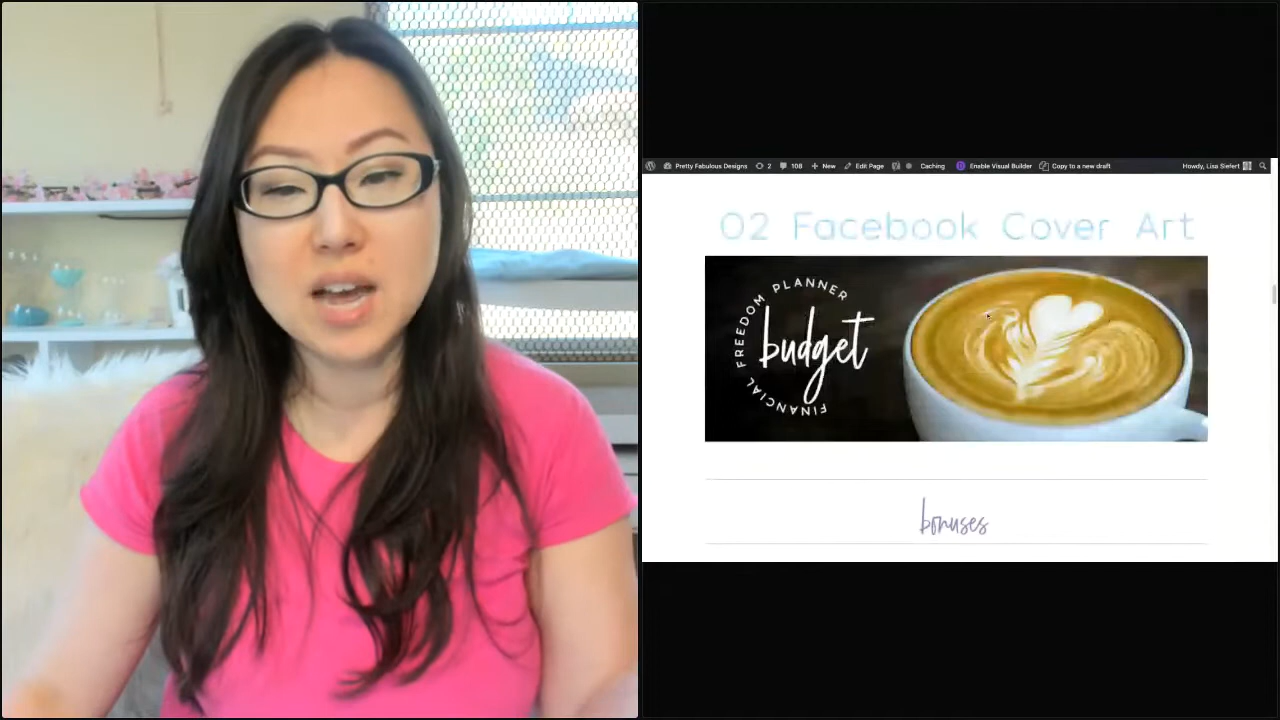 Pretty Fabulous Designs 2 108 New Edit Page Caching Enable Visual Builder Copy to a new draft Howdy, Lisa Siefert
02 Facebook Cover Art
FINANCIAL FREEDOM PLANNER
budget
bonuses